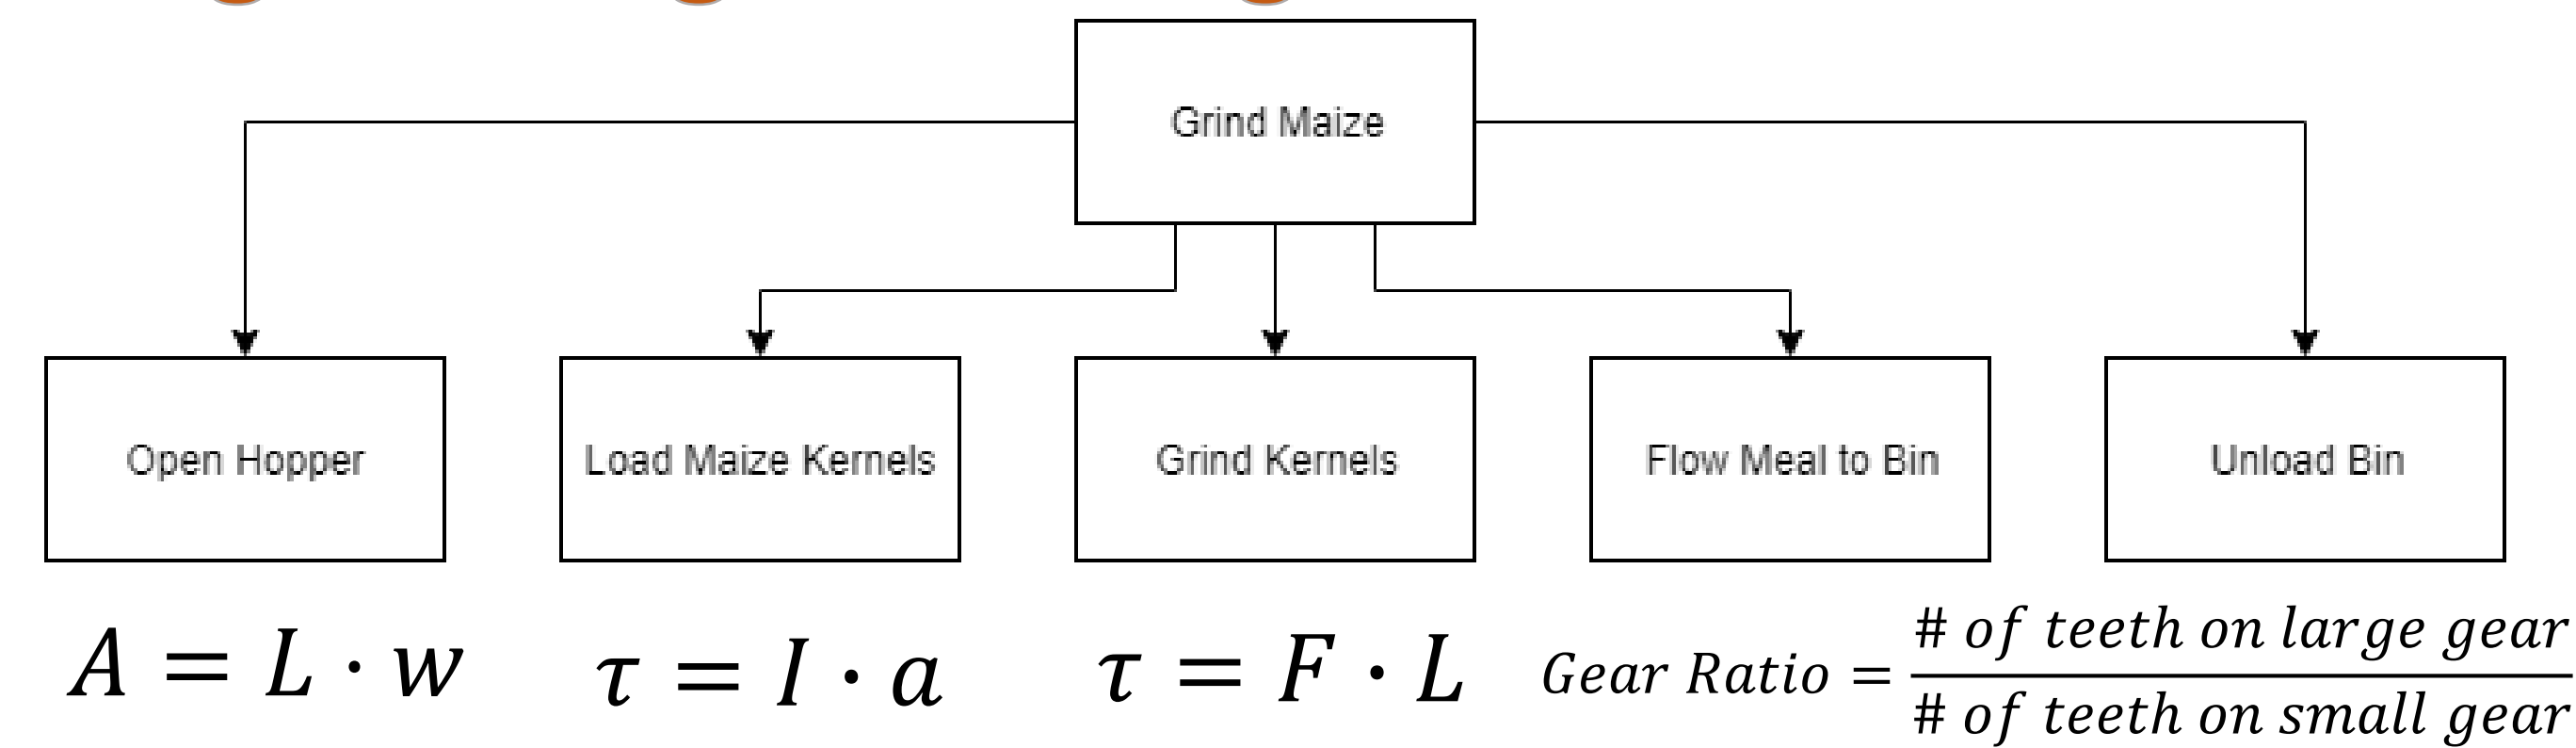 Grind Maize
Open Hopper
Load Maize Kernels
Grind Kernels
Flow Meal to Bin
Unload Bin
A = L · w
τ = I · a
τ = F · L
Gear Ratio = # of teeth on large gear / # of teeth on small gear